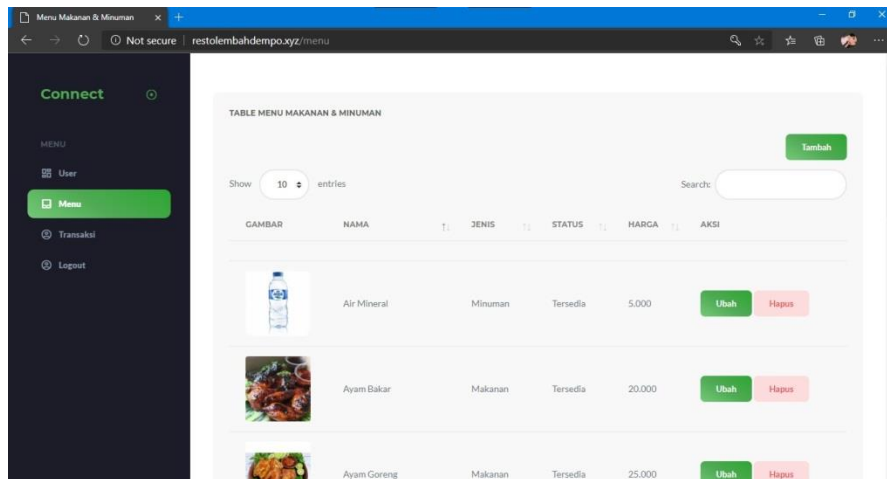 Menu Makanan & Minuman
Not secure | restolembahdempo.xyz/menu
Connect
MENU
User
Menu
Transaksi
Logout
TABLE MENU MAKANAN & MINUMAN
Tambah
Show 10 entries Search:
GAMBAR NAMA JENIS STATUS HARGA AKSI
Air Mineral Minuman Tersedia 5.000 Ubah Hapus
Ayam Bakar Makanan Tersedia 20.000 Ubah Hapus
Ayam Goreng Makanan Tersedia 25.000 Ubah Hapus